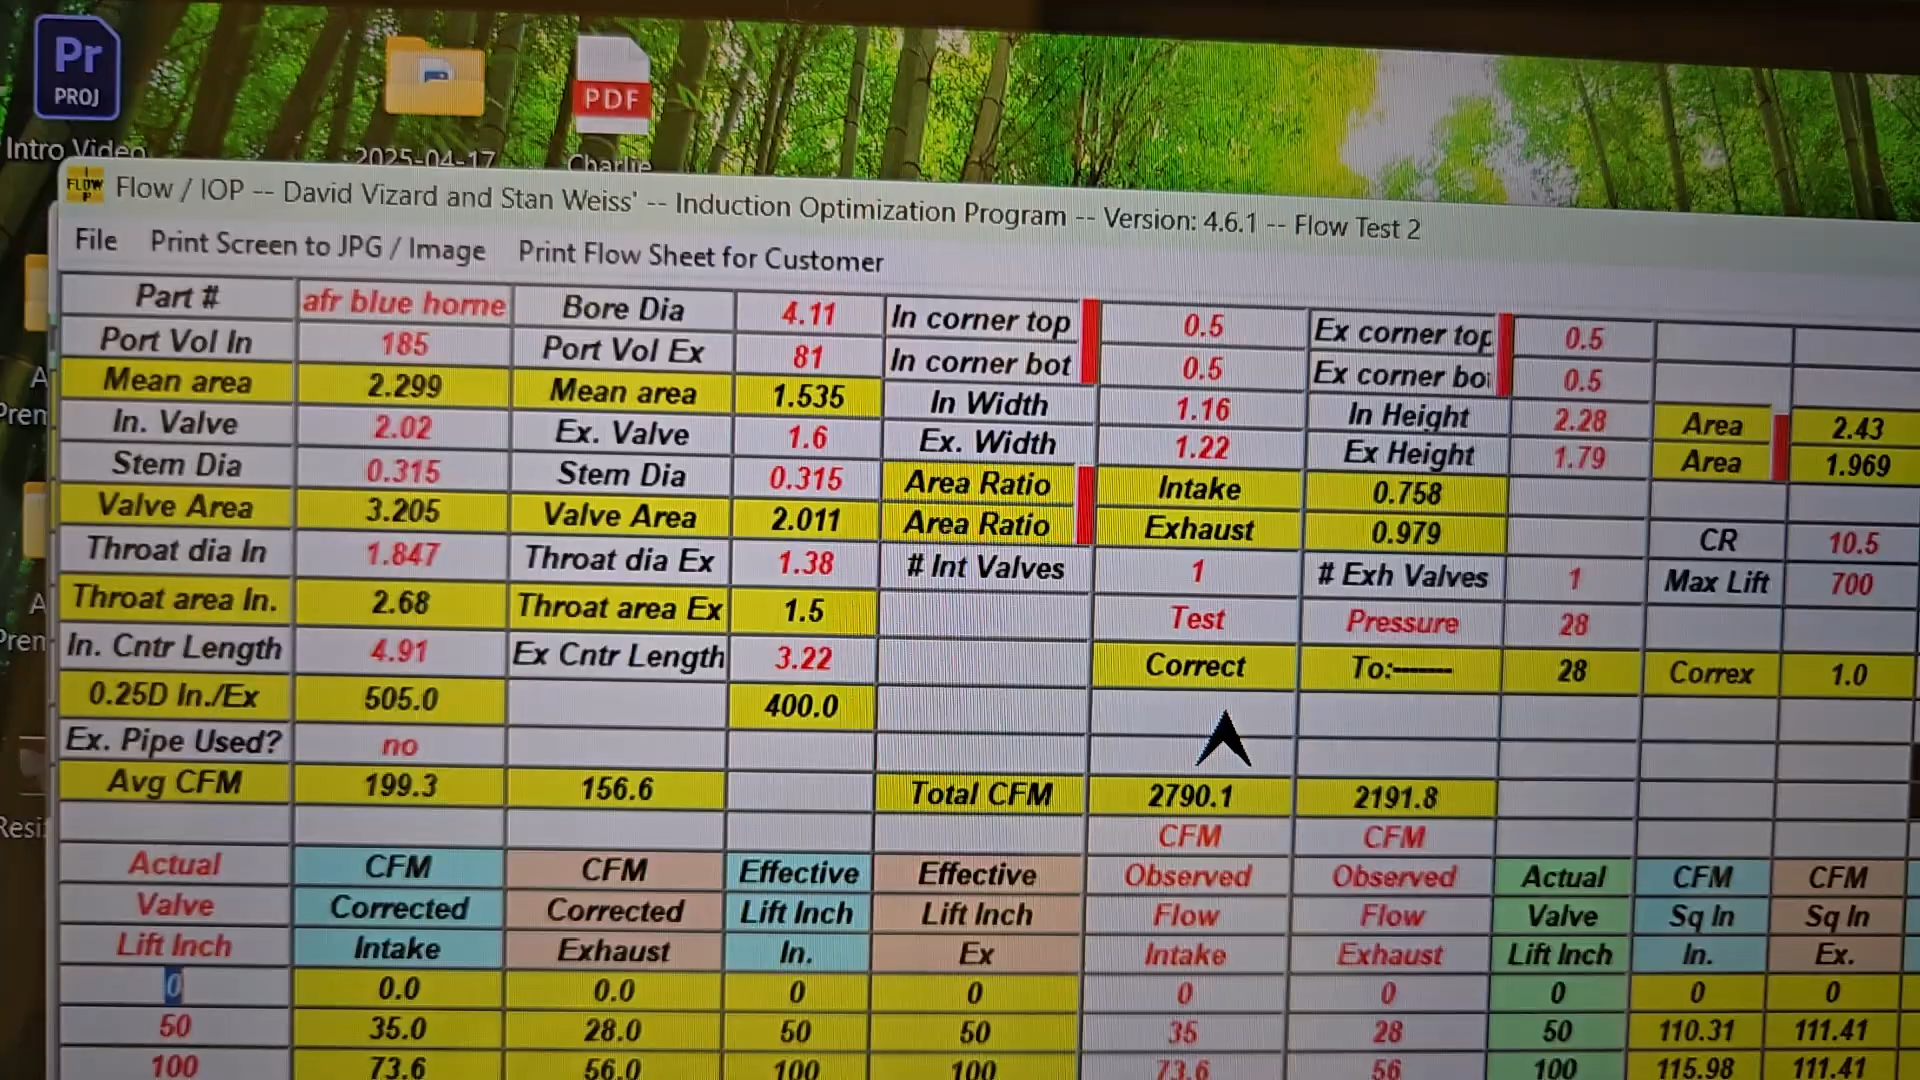 Pr
PROJ
PDF
Intro Video
2025-04-17
Charlie
FLOW
Flow / IOP -- David Vizard and Stan Weiss' -- Induction Optimization Program -- Version: 4.6.1 -- Flow Test 2
File Print Screen to JPG / Image Print Flow Sheet for Customer
Part # afr blue horne Bore Dia 4.11 In corner top 0.5 Ex corner top 0.5
Port Vol In 185 Port Vol Ex 81 In corner bot 0.5 Ex corner bot 0.5
Mean area 2.299 Mean area 1.535 In Width 1.16 In Height 2.28 Area 2.43
In. Valve 2.02 Ex. Valve 1.6 Ex. Width 1.22 Ex Height 1.79 Area 1.969
Stem Dia 0.315 Stem Dia 0.315 Area Ratio Intake 0.758
Valve Area 3.205 Valve Area 2.011 Area Ratio Exhaust 0.979 CR 10.5
Throat dia In 1.847 Throat dia Ex 1.38 # Int Valves 1 # Exh Valves 1 Max Lift 700
Throat area In. 2.68 Throat area Ex 1.5 Test Pressure 28
In. Cntr Length 4.91 Ex Cntr Length 3.22 Correct To:------- 28 Correx 1.0
0.25D In./Ex 505.0 400.0
Ex. Pipe Used? no
Avg CFM 199.3 156.6 Total CFM 2790.1 2191.8
CFM CFM
Actual CFM CFM Effective Effective Observed Observed Actual CFM CFM
Valve Corrected Corrected Lift Inch Lift Inch Flow Flow Valve Sq In Sq In
Lift Inch Intake Exhaust In. Ex Intake Exhaust Lift Inch In. Ex.
0 0.0 0.0 0 0 0 0 0 0 0
50 35.0 28.0 50 50 35 28 50 110.31 111.41
100 73.6 56.0 100 100 73.6 56 100 115.98 111.41